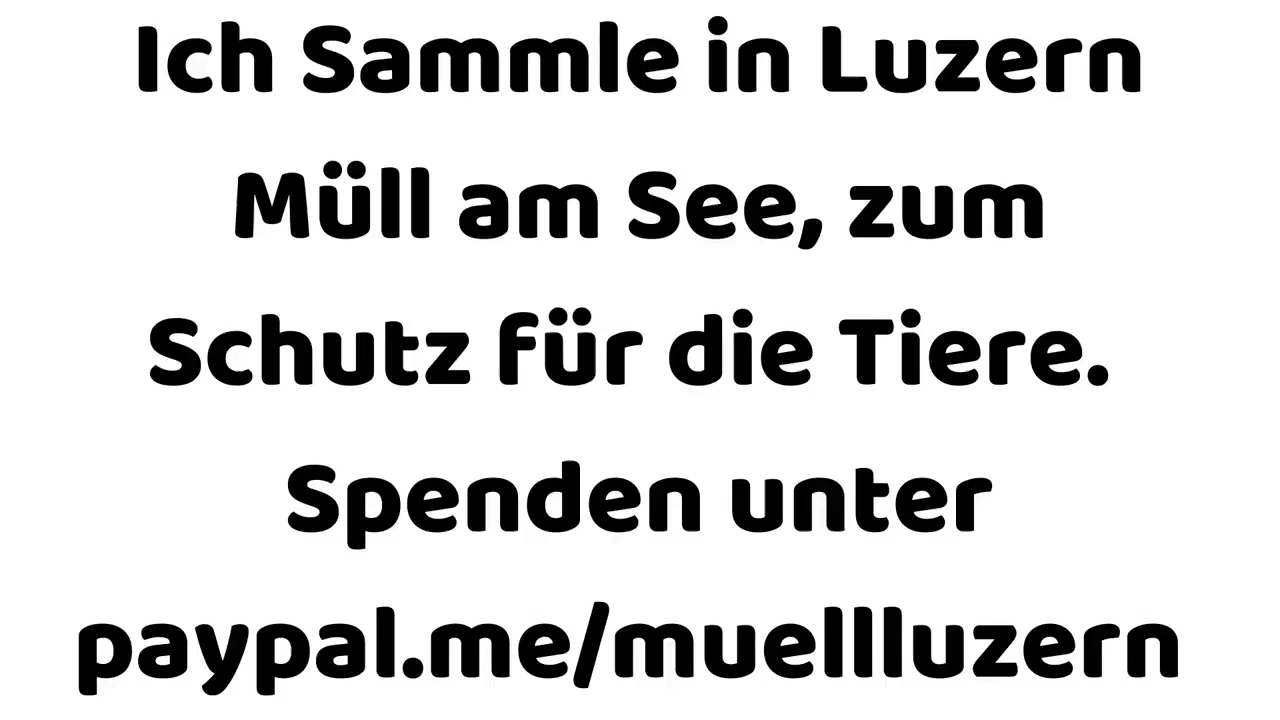 Ich Sammle in Luzern
Müll am See, zum
Schutz für die Tiere.
Spenden unter
paypal.me/muellluzern